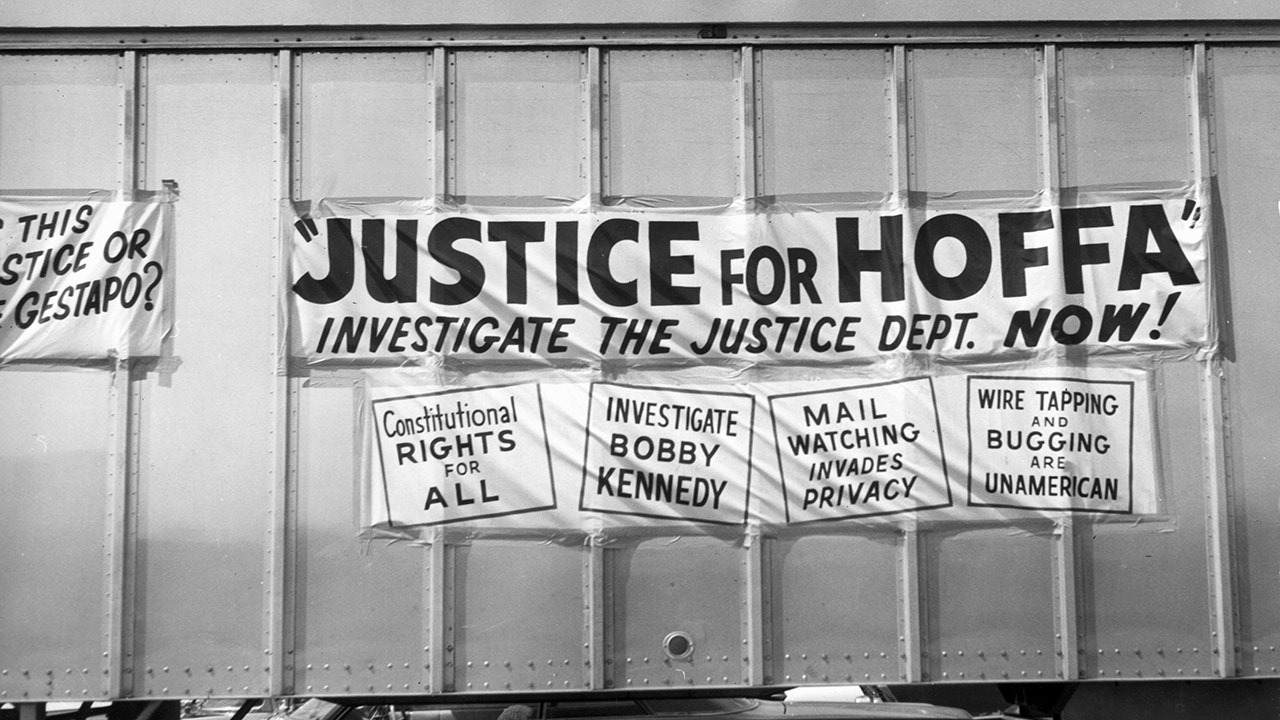 THIS
STICE OR
GESTAPO?
"JUSTICE FOR HOFFA"
INVESTIGATE THE JUSTICE DEPT. NOW!
Constitutional
RIGHTS
FOR
ALL
INVESTIGATE
BOBBY
KENNEDY
MAIL
WATCHING
INVADES
PRIVACY
WIRE TAPPING
AND
BUGGING
ARE
UNAMERICAN